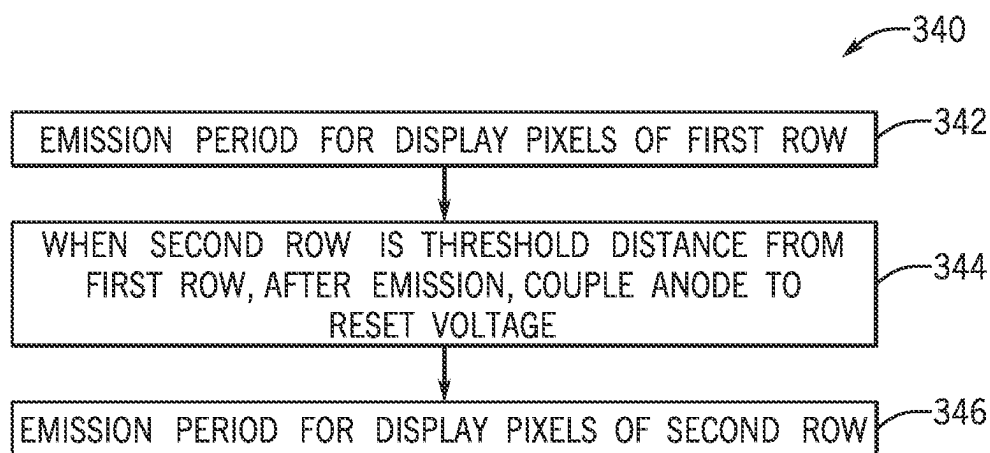 340
EMISSION PERIOD FOR DISPLAY PIXELS OF FIRST ROW
342
WHEN SECOND ROW IS THRESHOLD DISTANCE FROM
FIRST ROW, AFTER EMISSION, COUPLE ANODE TO
RESET VOLTAGE
344
EMISSION PERIOD FOR DISPLAY PIXELS OF SECOND ROW
346